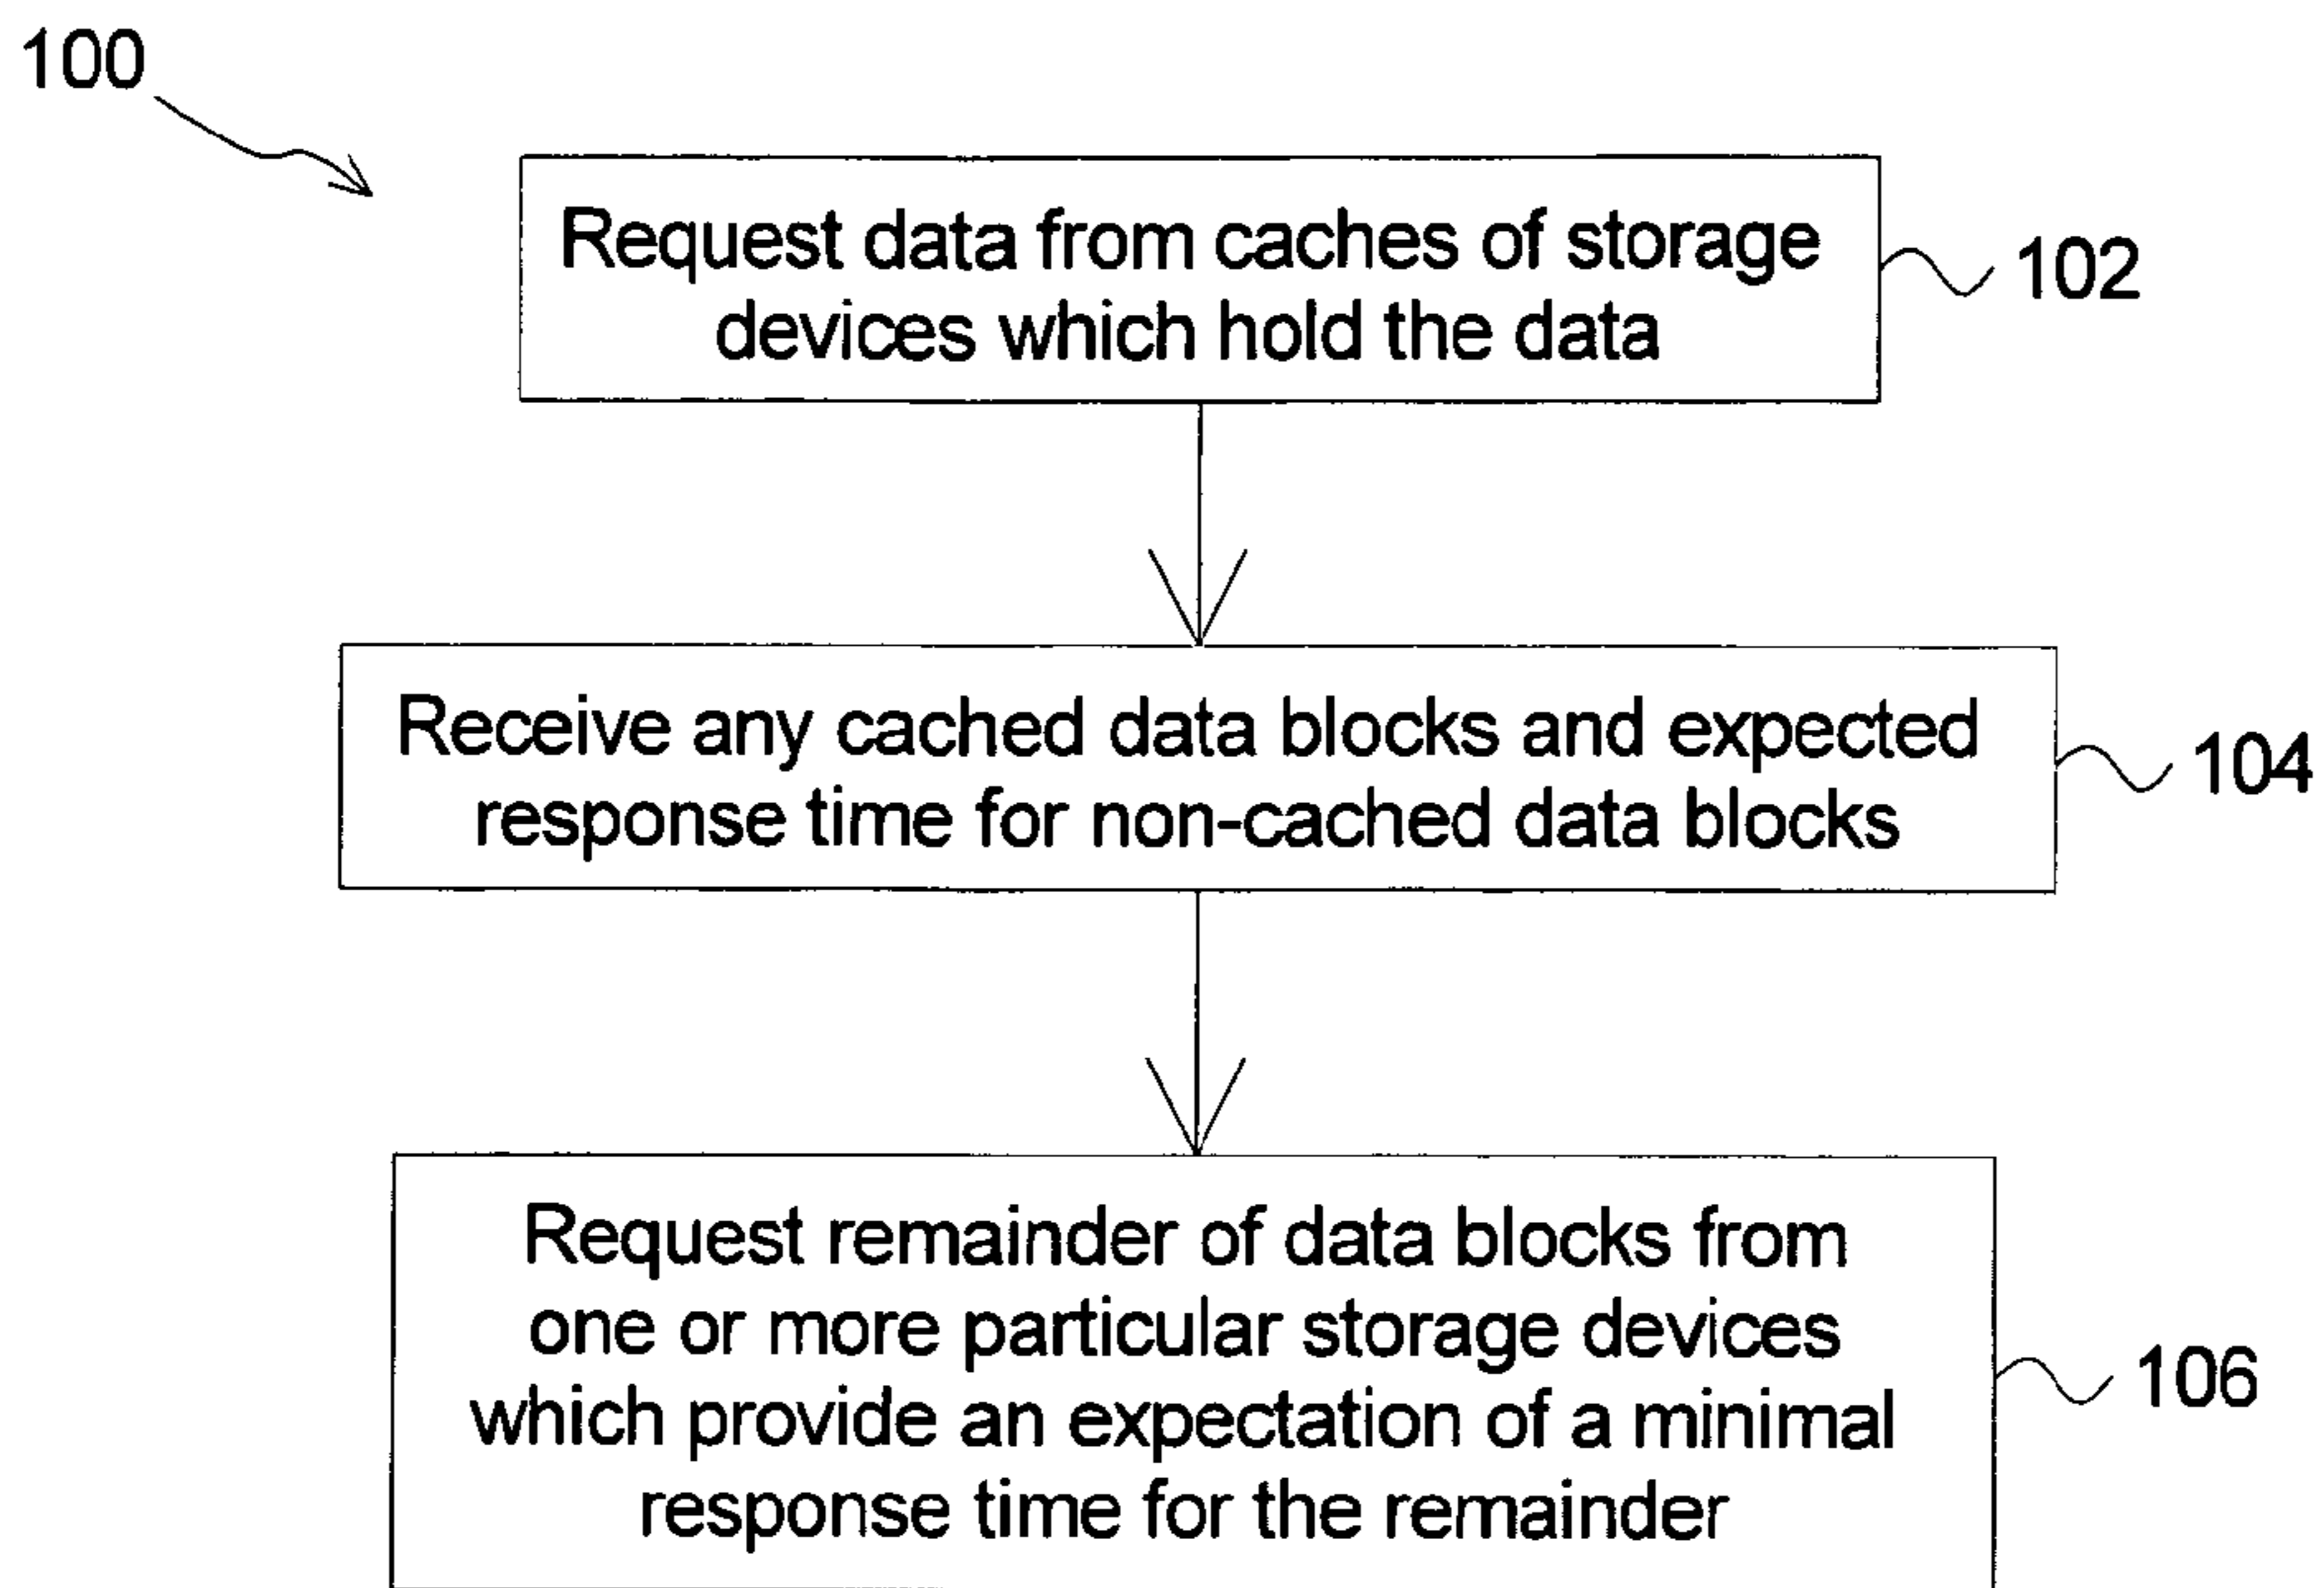 100
Request data from caches of storage
devices which hold the data
102
Receive any cached data blocks and expected
response time for non-cached data blocks
104
Request remainder of data blocks from
one or more particular storage devices
which provide an expectation of a minimal
response time for the remainder
106